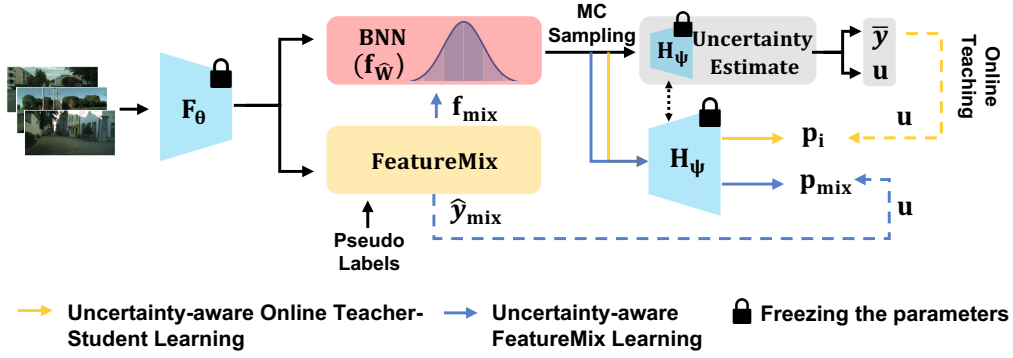 MC
Sampling
BNN
(f_Ŵ)
H_ψ
Uncertainty
Estimate
ȳ
u
Online
Teaching
F_θ
f_mix
FeatureMix
H_ψ
p_i
u
p_mix
u
ŷ_mix
Pseudo
Labels
Uncertainty-aware Online Teacher-
Student Learning
Uncertainty-aware
FeatureMix Learning
Freezing the parameters